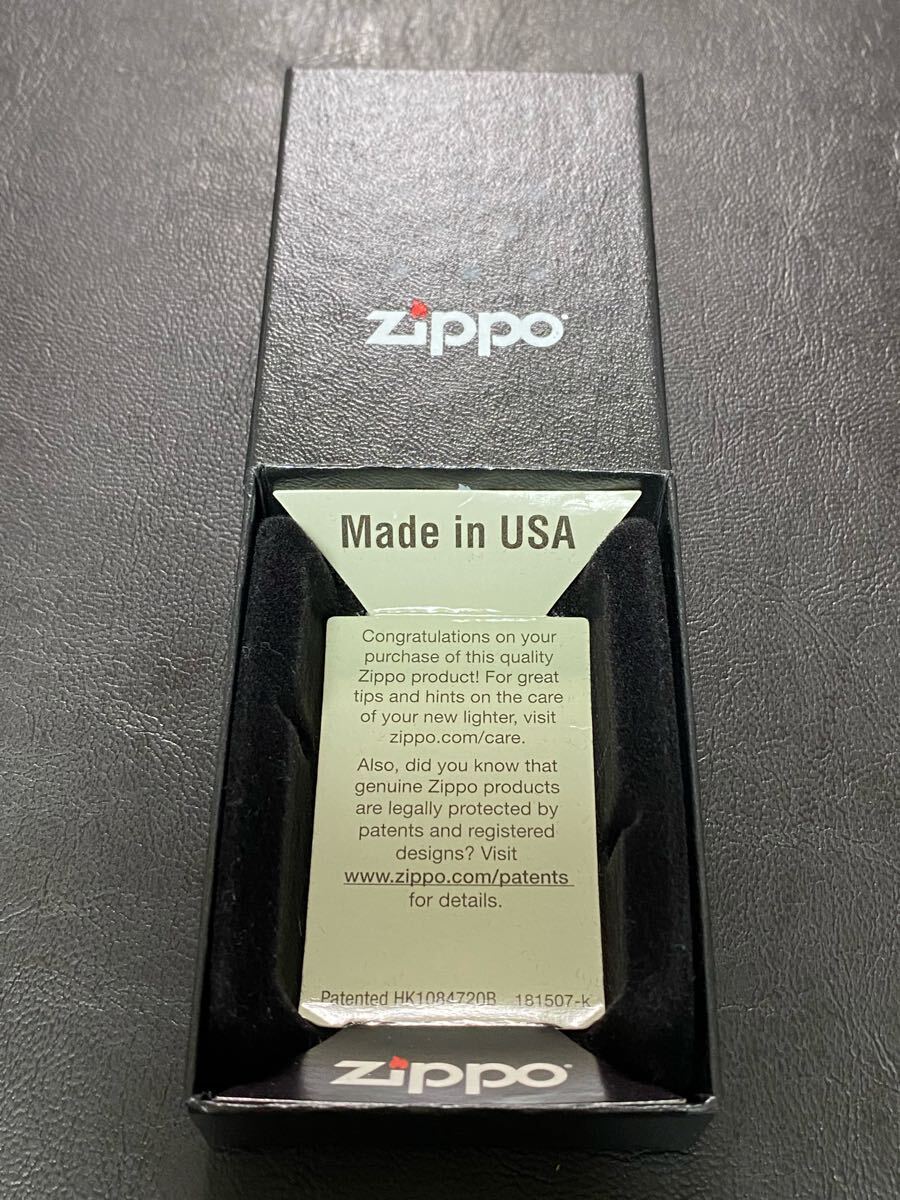 zippo
Made in USA
Congratulations on your
purchase of this quality
Zippo product! For great
tips and hints on the care
of your new lighter, visit
zippo.com/care.
Also, did you know that
genuine Zippo products
are legally protected by
patents and registered
designs? Visit
www.zippo.com/patents
for details.
Patented HK1084720B 181507-k
zippo